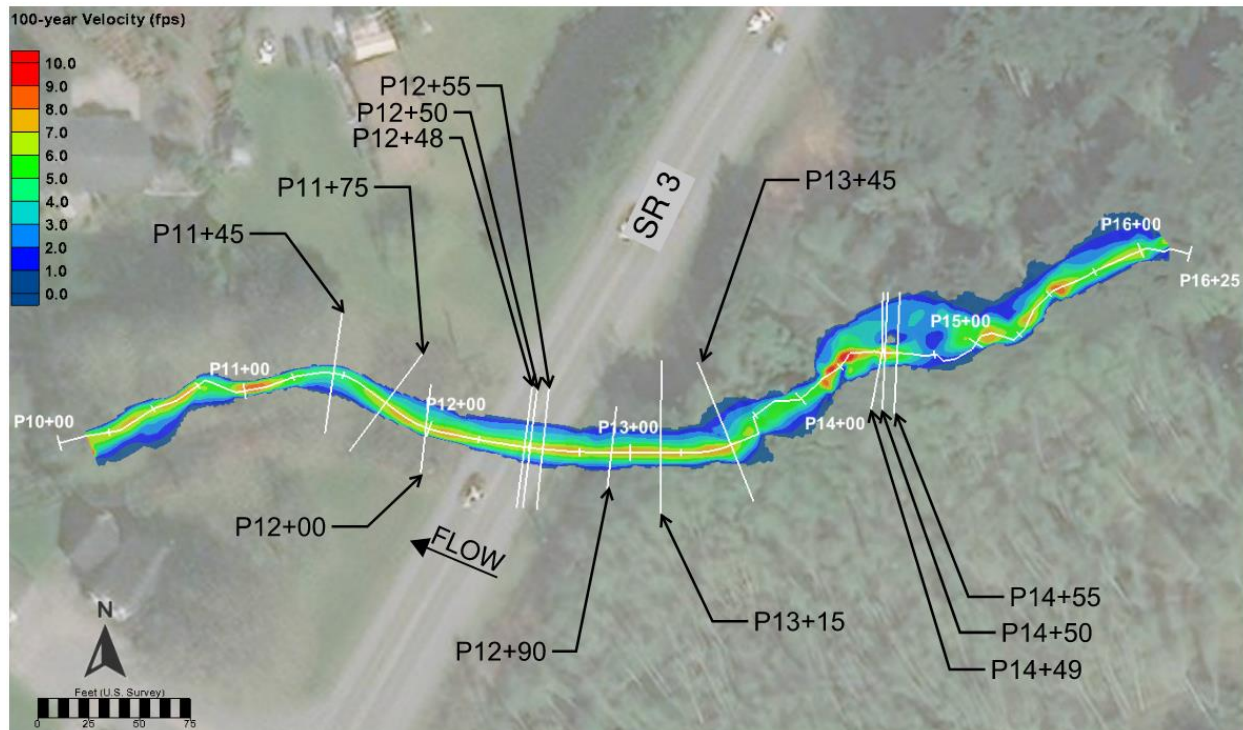 100-year Velocity (fps)
10.0
9.0
8.0
7.0
6.0
5.0
4.0
3.0
2.0
1.0
0.0
P12+55
P12+50
P12+48
P11+75
P11+45
SR 3
P13+45
P16+00
P16+25
P15+00
P11+00
P10+00
P12+00
P13+00
P14+00
P12+00
FLOW
P12+90
P13+15
P14+55
P14+50
P14+49
N
Feet (U.S. Survey)
0 25 50 75